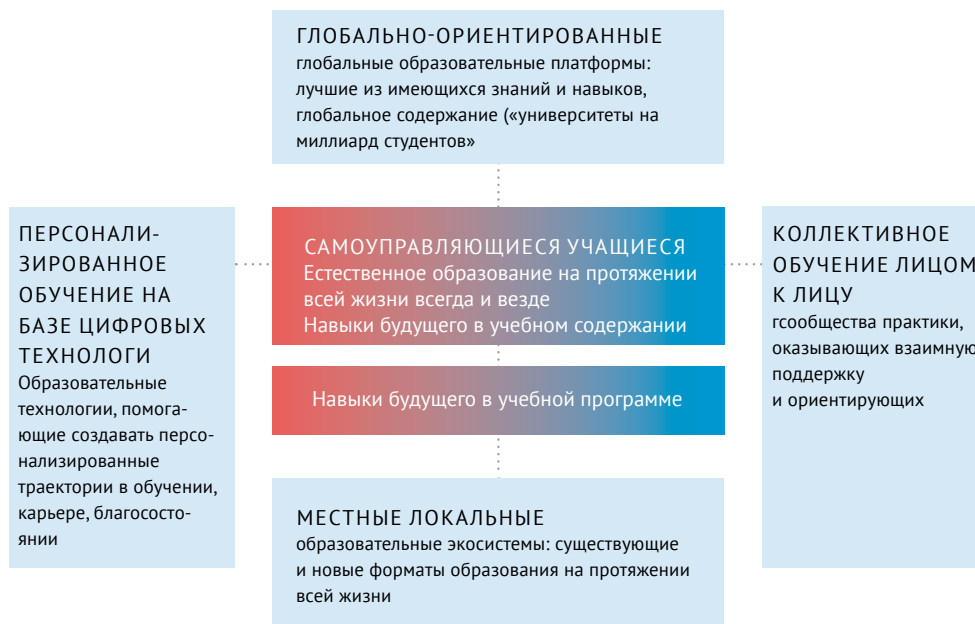 ГЛОБАЛЬНО-ОРИЕНТИРОВАННЫЕ
глобальные образовательные платформы:
лучшие из имеющихся знаний и навыков,
глобальное содержание («университеты на
миллиард студентов»
ПЕРСОНАЛИ-
ЗИРОВАННОЕ
ОБУЧЕНИЕ НА
БАЗЕ ЦИФРОВЫХ
ТЕХНОЛОГИ
Образовательные
технологии, помога-
ющие создавать персо-
нализированные
траектории в обучении,
карьере, благососто-
янии
САМОУПРАВЛЯЮЩИЕСЯ УЧАЩИЕСЯ
Естественное образование на протяжении
всей жизни всегда и везде
Навыки будущего в учебном содержании
Навыки будущего в учебной программе
КОЛЛЕКТИВНОЕ
ОБУЧЕНИЕ ЛИЦОМ
К ЛИЦУ
гсообщества практики,
оказывающих взаимную
поддержку
и ориентирующих
МЕСТНЫЕ ЛОКАЛЬНЫЕ
образовательные экосистемы: существующие
и новые форматы образования на протяжении
всей жизни